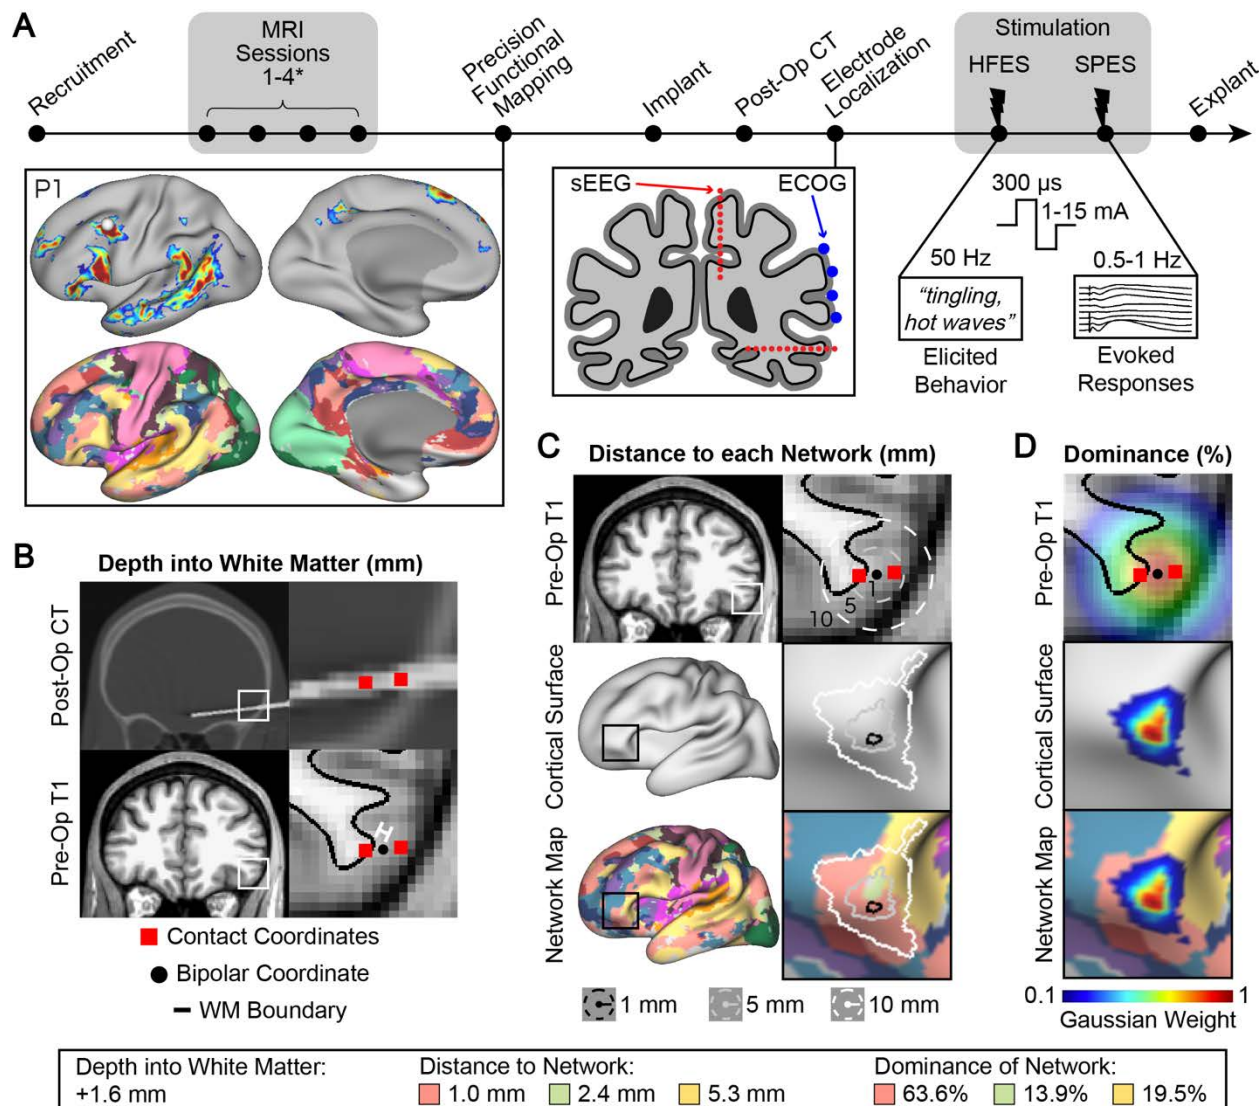 A
Recruitment
MRI
Sessions
1-4*
Precision
Functional
Mapping
Implant
Post-Op CT
Electrode
Localization
Stimulation
HFES
SPES
Explant
P1
sEEG
ECOG
300 µs
1-15 mA
50 Hz
0.5-1 Hz
"tingling,
hot waves"
Elicited
Behavior
Evoked
Responses
B
Depth into White Matter (mm)
Post-Op CT
Pre-Op T1
Contact Coordinates
Bipolar Coordinate
WM Boundary
C
Distance to each Network (mm)
Pre-Op T1
10
5
1
Cortical Surface
Network Map
1 mm
5 mm
10 mm
D
Dominance (%)
Pre-Op T1
Cortical Surface
Network Map
0.1
1
Gaussian Weight
Depth into White Matter:
+1.6 mm
Distance to Network:
1.0 mm 2.4 mm 5.3 mm
Dominance of Network:
63.6% 13.9% 19.5%